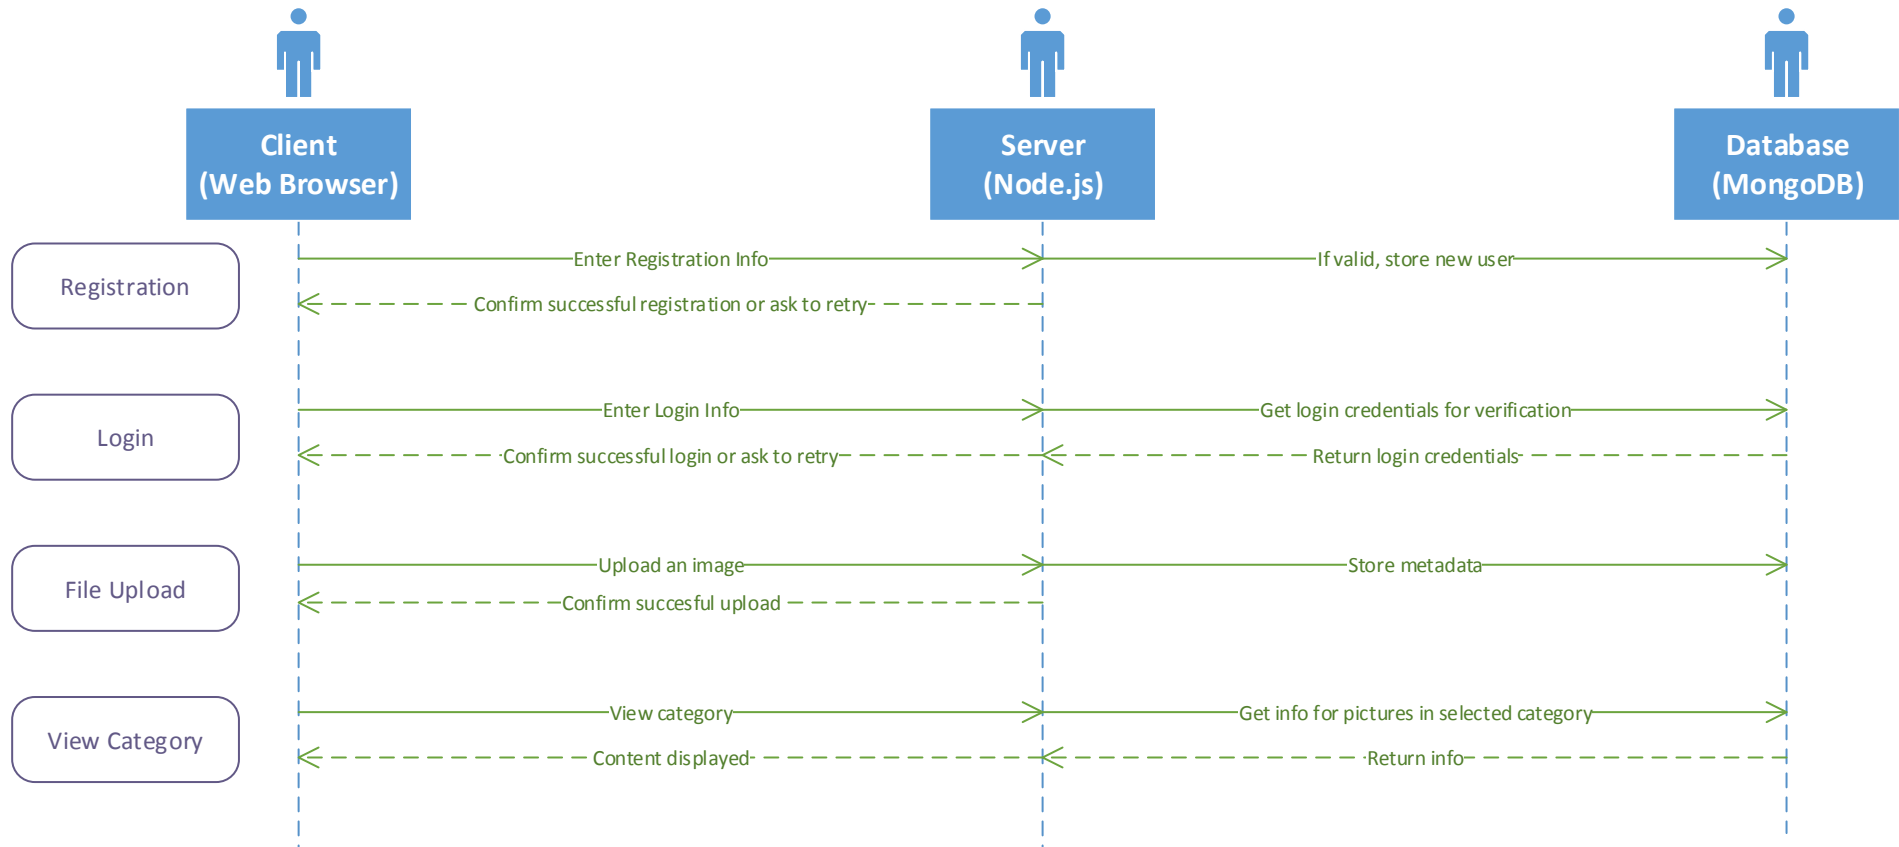 Client
(Web Browser)
Server
(Node.js)
Database
(MongoDB)
Registration
Enter Registration Info
If valid, store new user
Confirm successful registration or ask to retry
Login
Enter Login Info
Get login credentials for verification
Confirm successful login or ask to retry
Return login credentials
File Upload
Upload an image
Store metadata
Confirm succesful upload
View Category
View category
Get info for pictures in selected category
Content displayed
Return info